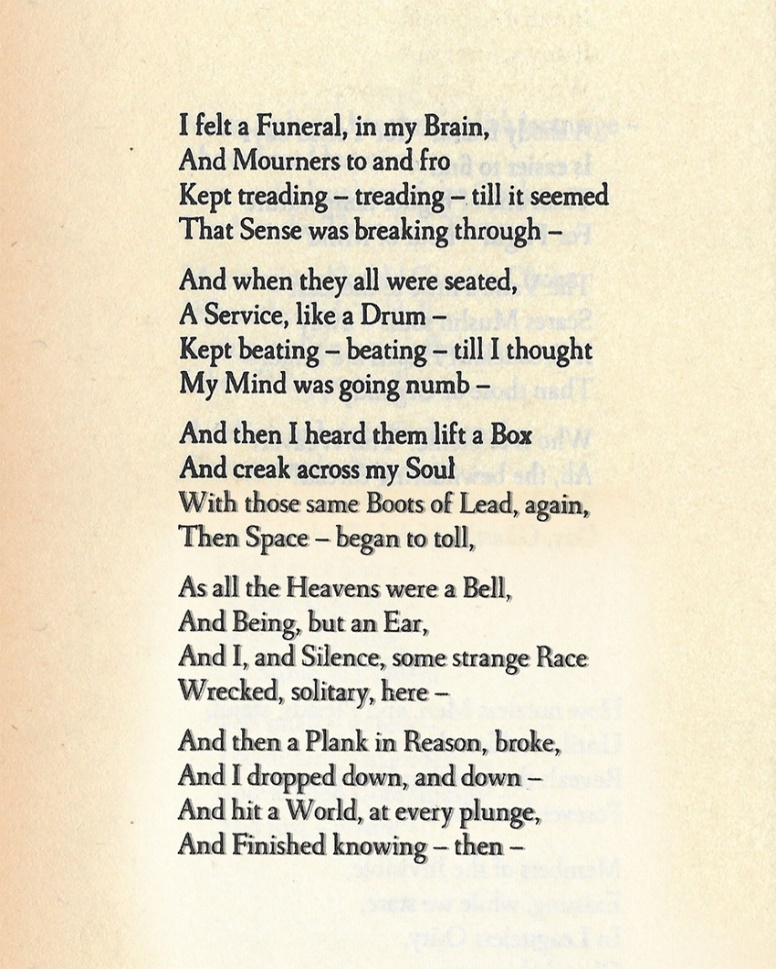 I felt a Funeral, in my Brain,
And Mourners to and fro
Kept treading – treading – till it seemed
That Sense was breaking through –
And when they all were seated,
A Service, like a Drum –
Kept beating – beating – till I thought
My Mind was going numb –
And then I heard them lift a Box
And creak across my Soul
With those same Boots of Lead, again,
Then Space – began to toll,
As all the Heavens were a Bell,
And Being, but an Ear,
And I, and Silence, some strange Race
Wrecked, solitary, here –
And then a Plank in Reason, broke,
And I dropped down, and down –
And hit a World, at every plunge,
And Finished knowing – then –